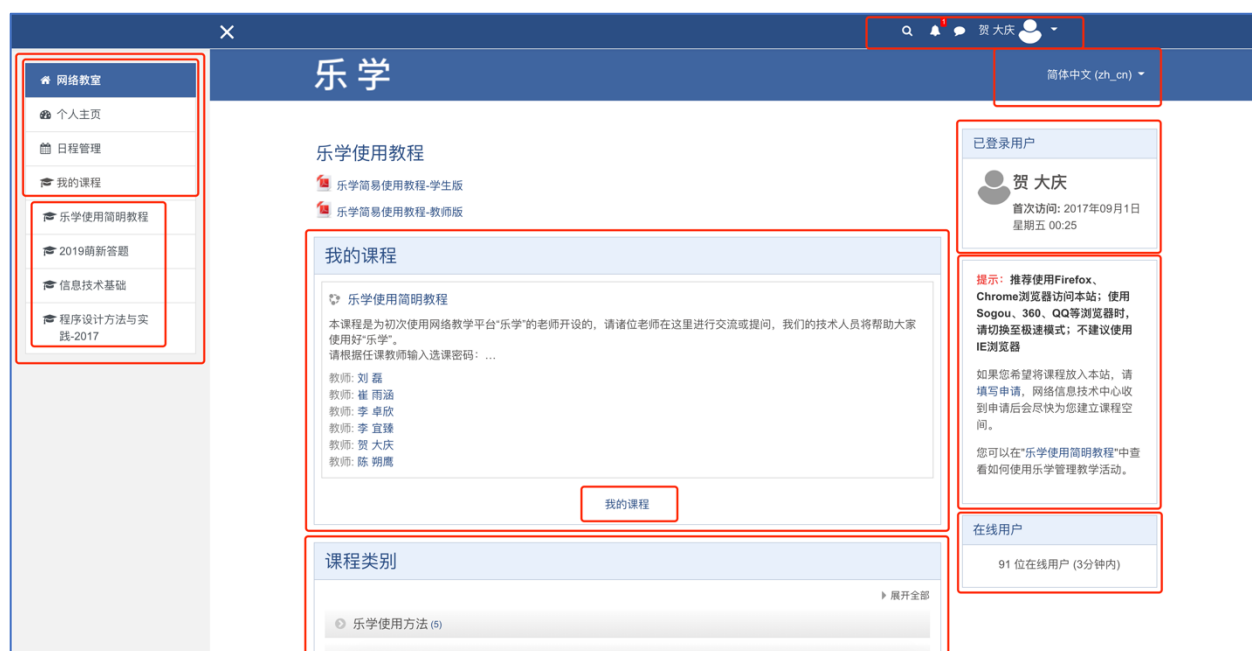 1
贺 大庆
网络教室
乐学
简体中文 (zh_cn)
个人主页
日程管理
我的课程
乐学使用简明教程
2019萌新答题
信息技术基础
程序设计方法与实
践-2017
乐学使用教程
乐学简易使用教程-学生版
乐学简易使用教程-教师版
我的课程
乐学使用简明教程
本课程是为初次使用网络教学平台“乐学”的老师开设的，请诸位老师在这里进行交流或提问，我们的技术人员将帮助大家
使用好“乐学”。
请根据任课教师输入选课密码：…
教师: 刘 磊
教师: 崔 雨涵
教师: 李 卓欣
教师: 李 宜臻
教师: 贺 大庆
教师: 陈 朔鹰
我的课程
课程类别
展开全部
乐学使用方法 (5)
已登录用户
贺 大庆
首次访问: 2017年09月1日
星期五 00:25
提示：推荐使用Firefox、
Chrome浏览器访问本站；使用
Sogou、360、QQ等浏览器时，
请切换至极速模式；不建议使用
IE浏览器
如果您希望将课程放入本站，请
填写申请，网络信息技术中心收
到申请后会尽快为您建立课程空
间。
您可以在"乐学使用简明教程"中查
看如何使用乐学管理教学活动。
在线用户
91 位在线用户 (3分钟内)